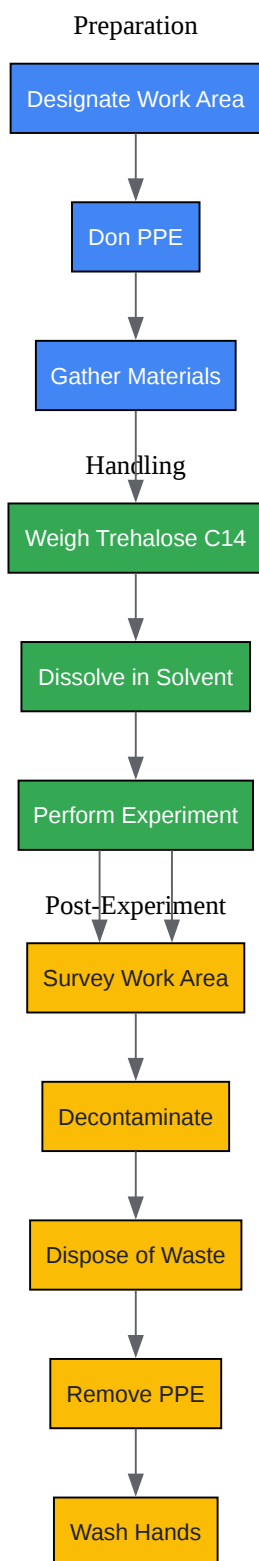 Preparation
Designate Work Area
Don PPE
Gather Materials
Handling
Weigh Trehalose C14
Dissolve in Solvent
Perform Experiment
Post-Experiment
Survey Work Area
Decontaminate
Dispose of Waste
Remove PPE
Wash Hands